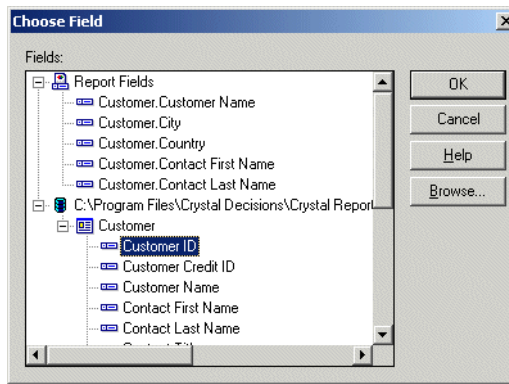 Choose Field
Fields:
Report Fields
Customer.Customer Name
Customer.City
Customer.Country
Customer.Contact First Name
Customer.Contact Last Name
C:\Program Files\Crystal Decisions\Crystal Report
Customer
Customer ID
Customer Credit ID
Customer Name
Contact First Name
Contact Last Name
OK
Cancel
Help
Browse...